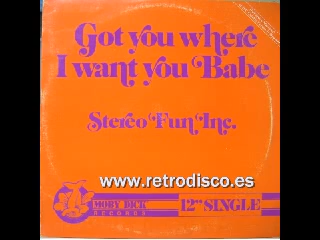 Got you where
I want you Babe
Stereo Fun Inc.
www.retrodisco.es
MOBY DICK
RECORDS
12" SINGLE